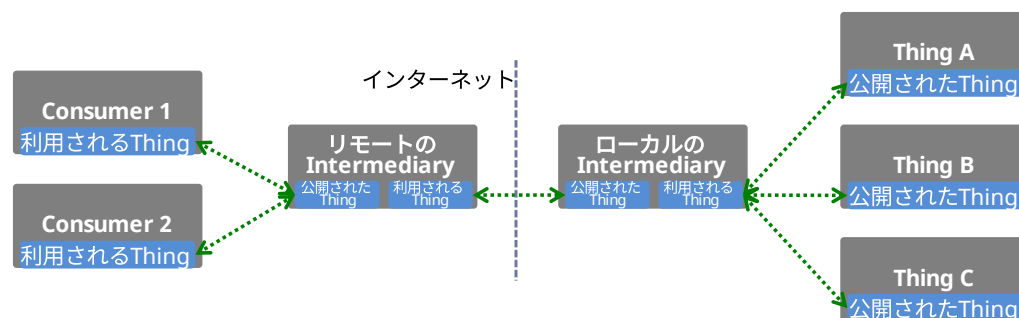 インターネット
Consumer 1
利用されるThing
Consumer 2
利用されるThing
リモートの
Intermediary
公開された
Thing
利用される
Thing
ローカルの
Intermediary
公開された
Thing
利用される
Thing
Thing A
公開されたThing
Thing B
公開されたThing
Thing C
公開されたThing